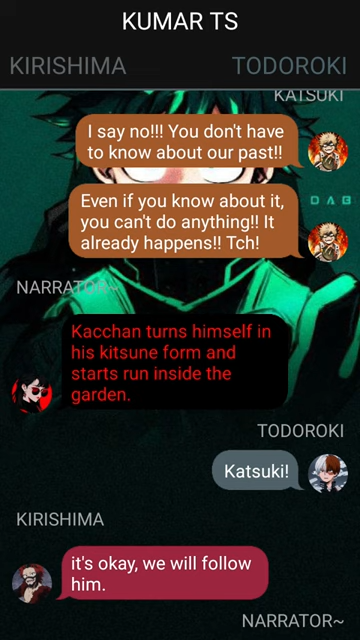 KUMAR TS
KIRISHIMA
TODOROKI
KATSUKI
I say no!!! You don't have
to know about our past!!
Even if you know about it,
you can't do anything!! It
already happens!! Tch!
DAB
NARRATOR~
Kacchan turns himself in
his kitsune form and
starts run inside the
garden.
TODOROKI
Katsuki!
KIRISHIMA
it's okay, we will follow
him.
NARRATOR~